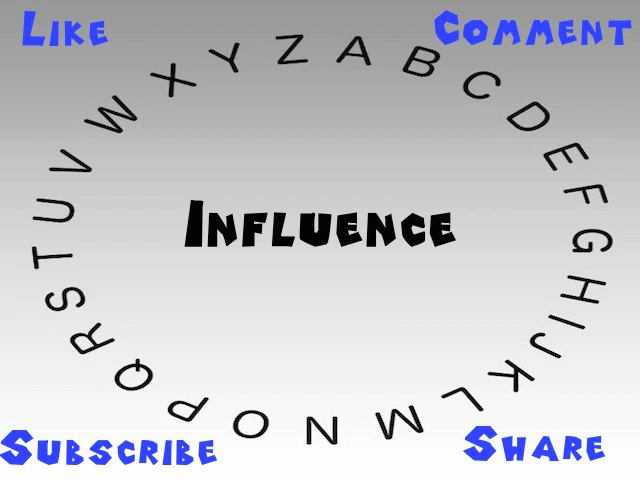 Like
Comment
A B C D E F G H I J K L M N O P Q R S T U V W X Y Z
Influence
Subscribe
Share